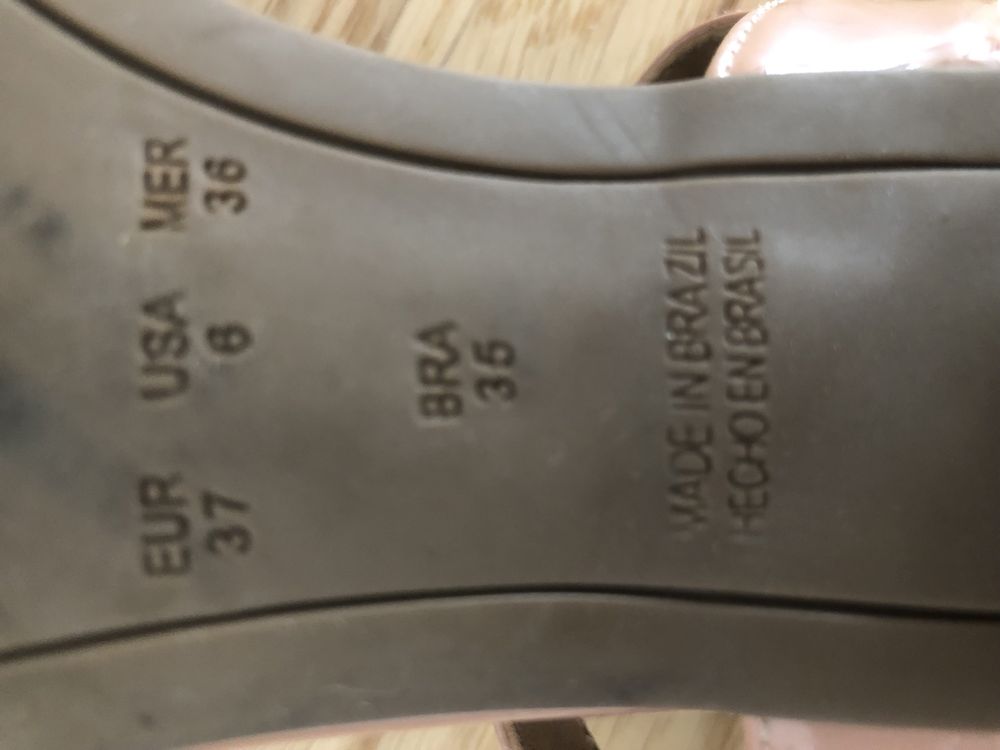 EUR USA MER
37 6 36
BRA
35
MADE IN BRAZIL
HECHO EN BRASIL